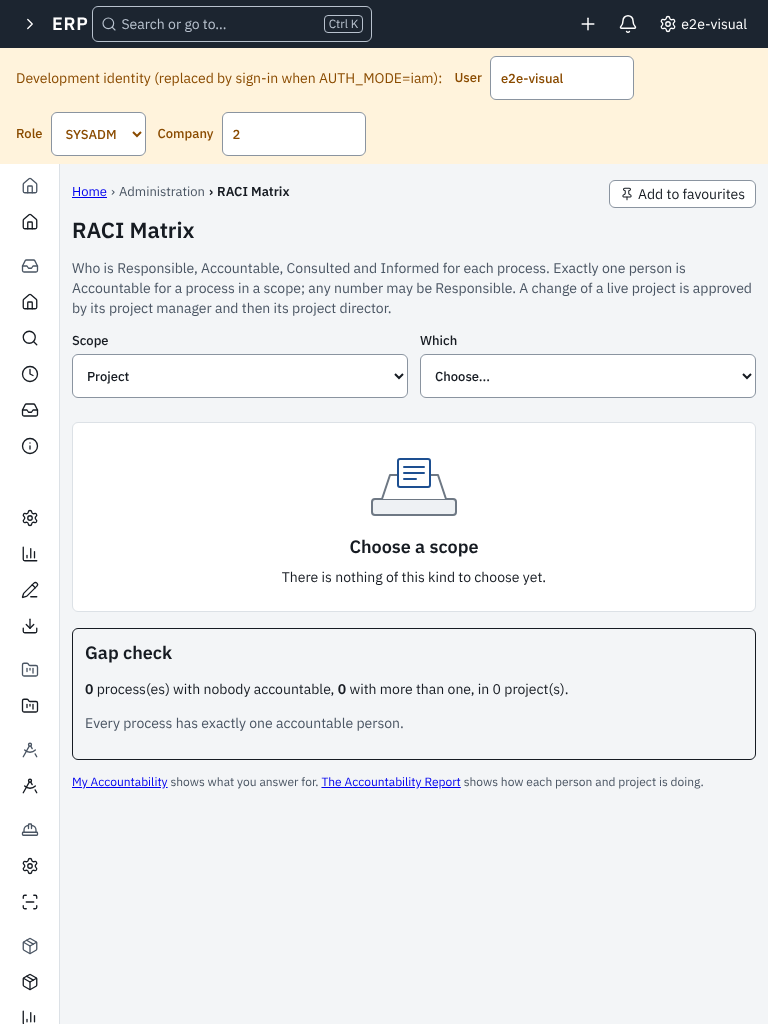 ERP
Search or go to...
Ctrl K
e2e-visual
Development identity (replaced by sign-in when AUTH_MODE=iam):
User
e2e-visual
Role
SYSADM
Company
2
Home › Administration › RACI Matrix
Add to favourites
RACI Matrix
Who is Responsible, Accountable, Consulted and Informed for each process. Exactly one person is
Accountable for a process in a scope; any number may be Responsible. A change of a live project is approved
by its project manager and then its project director.
Scope
Which
Project
Choose...
Choose a scope
There is nothing of this kind to choose yet.
Gap check
0 process(es) with nobody accountable, 0 with more than one, in 0 project(s).
Every process has exactly one accountable person.
My Accountability shows what you answer for. The Accountability Report shows how each person and project is doing.